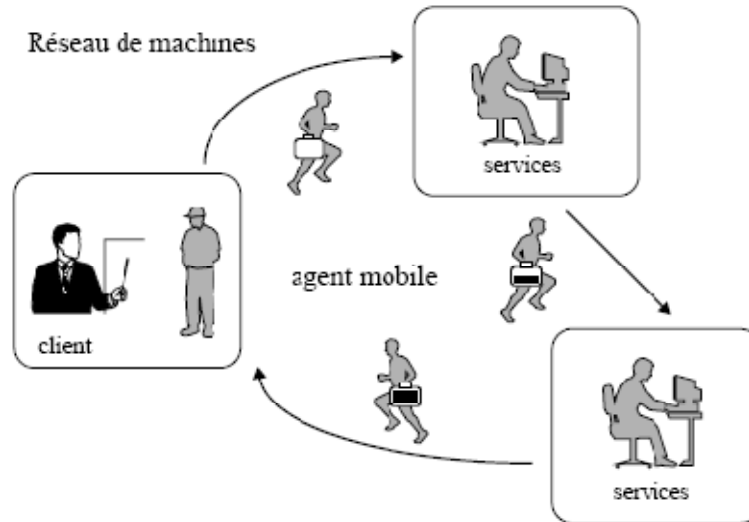 Réseau de machines
services
agent mobile
client
services